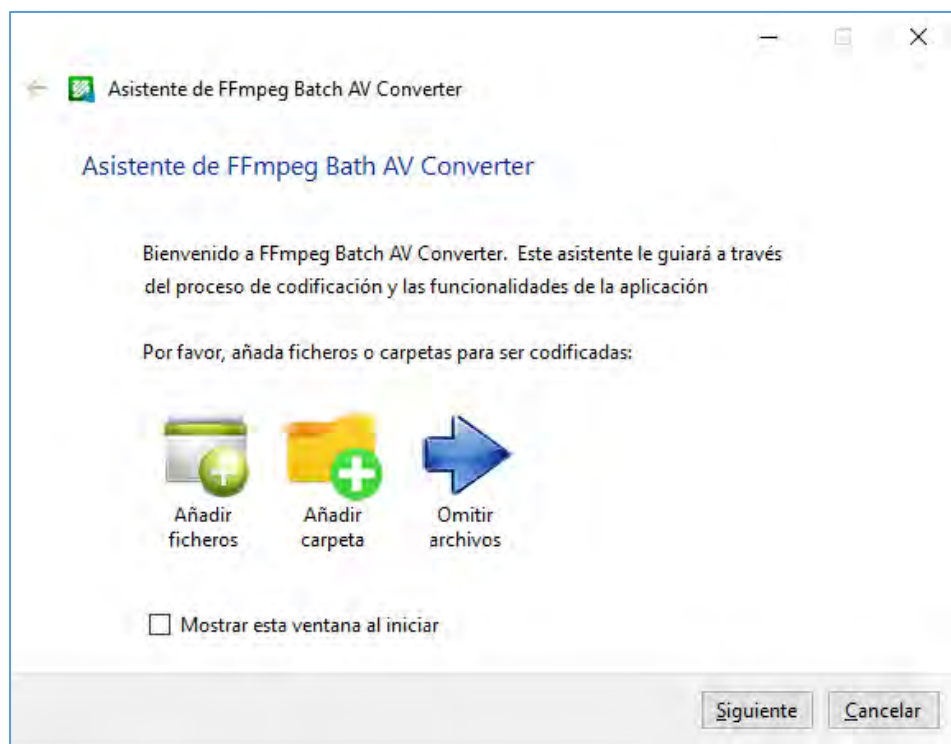 Asistente de FFmpeg Batch AV Converter
Asistente de FFmpeg Bath AV Converter
Bienvenido a FFmpeg Batch AV Converter. Este asistente le guiará a través
del proceso de codificación y las funcionalidades de la aplicación
Por favor, añada ficheros o carpetas para ser codificadas:
Añadir ficheros
Añadir carpeta
Omitir archivos
Mostrar esta ventana al iniciar
Siguiente Cancelar